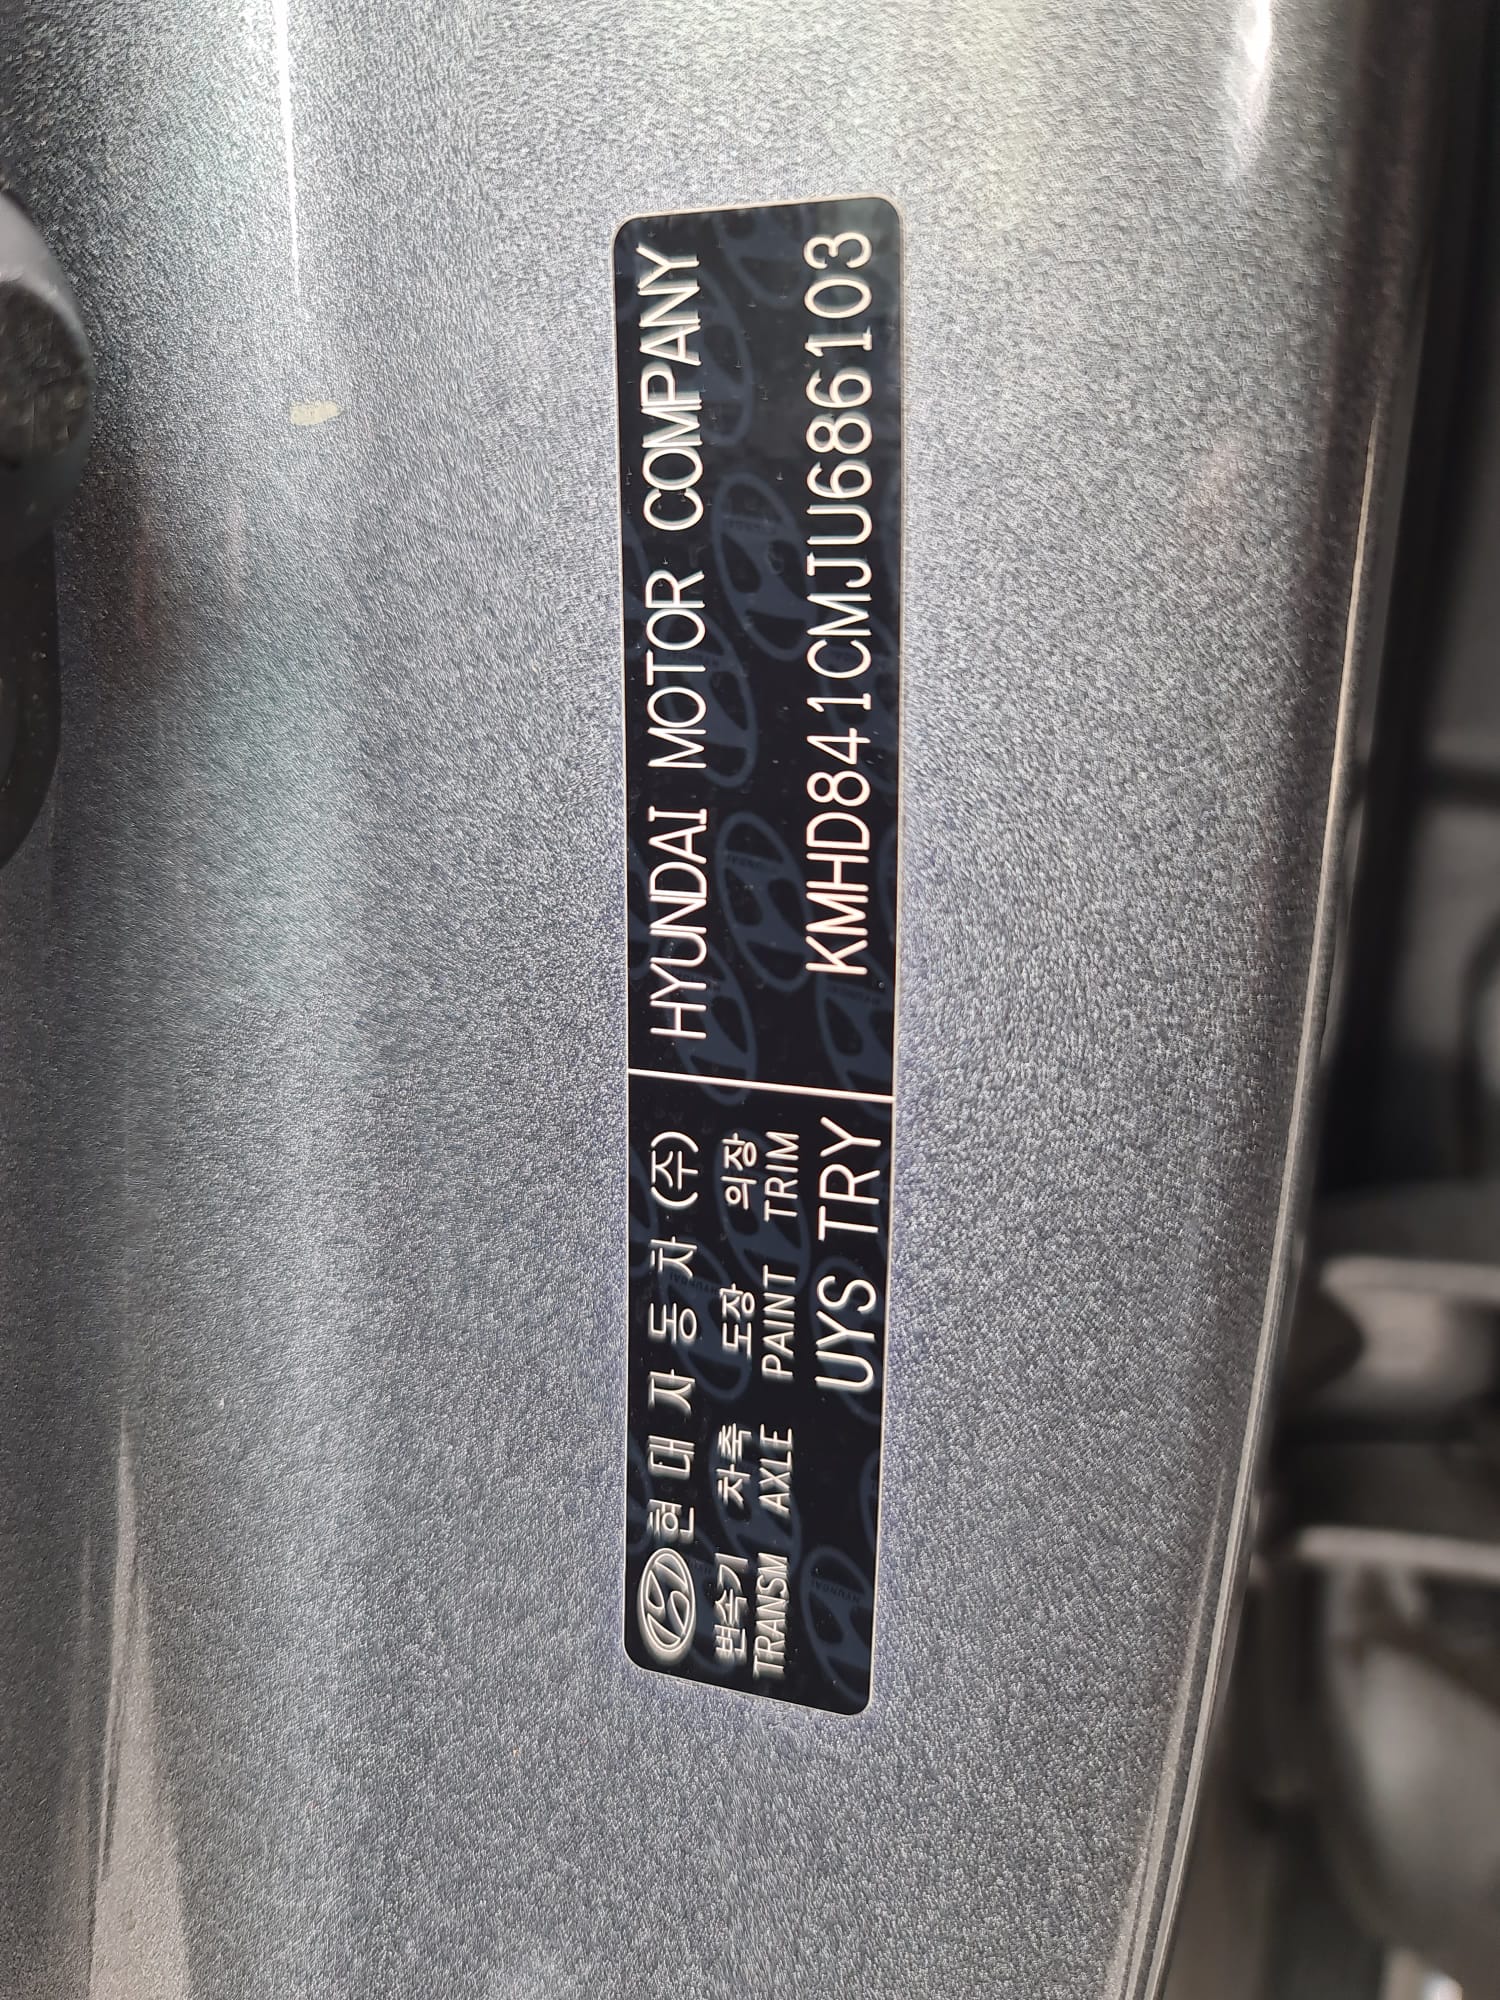 현대자동차(주) HYUNDAI MOTOR COMPANY
변속기 차축 도장 의장
TRANSM AXLE PAINT TRIM
UYS TRY KMHD841CMJU686103